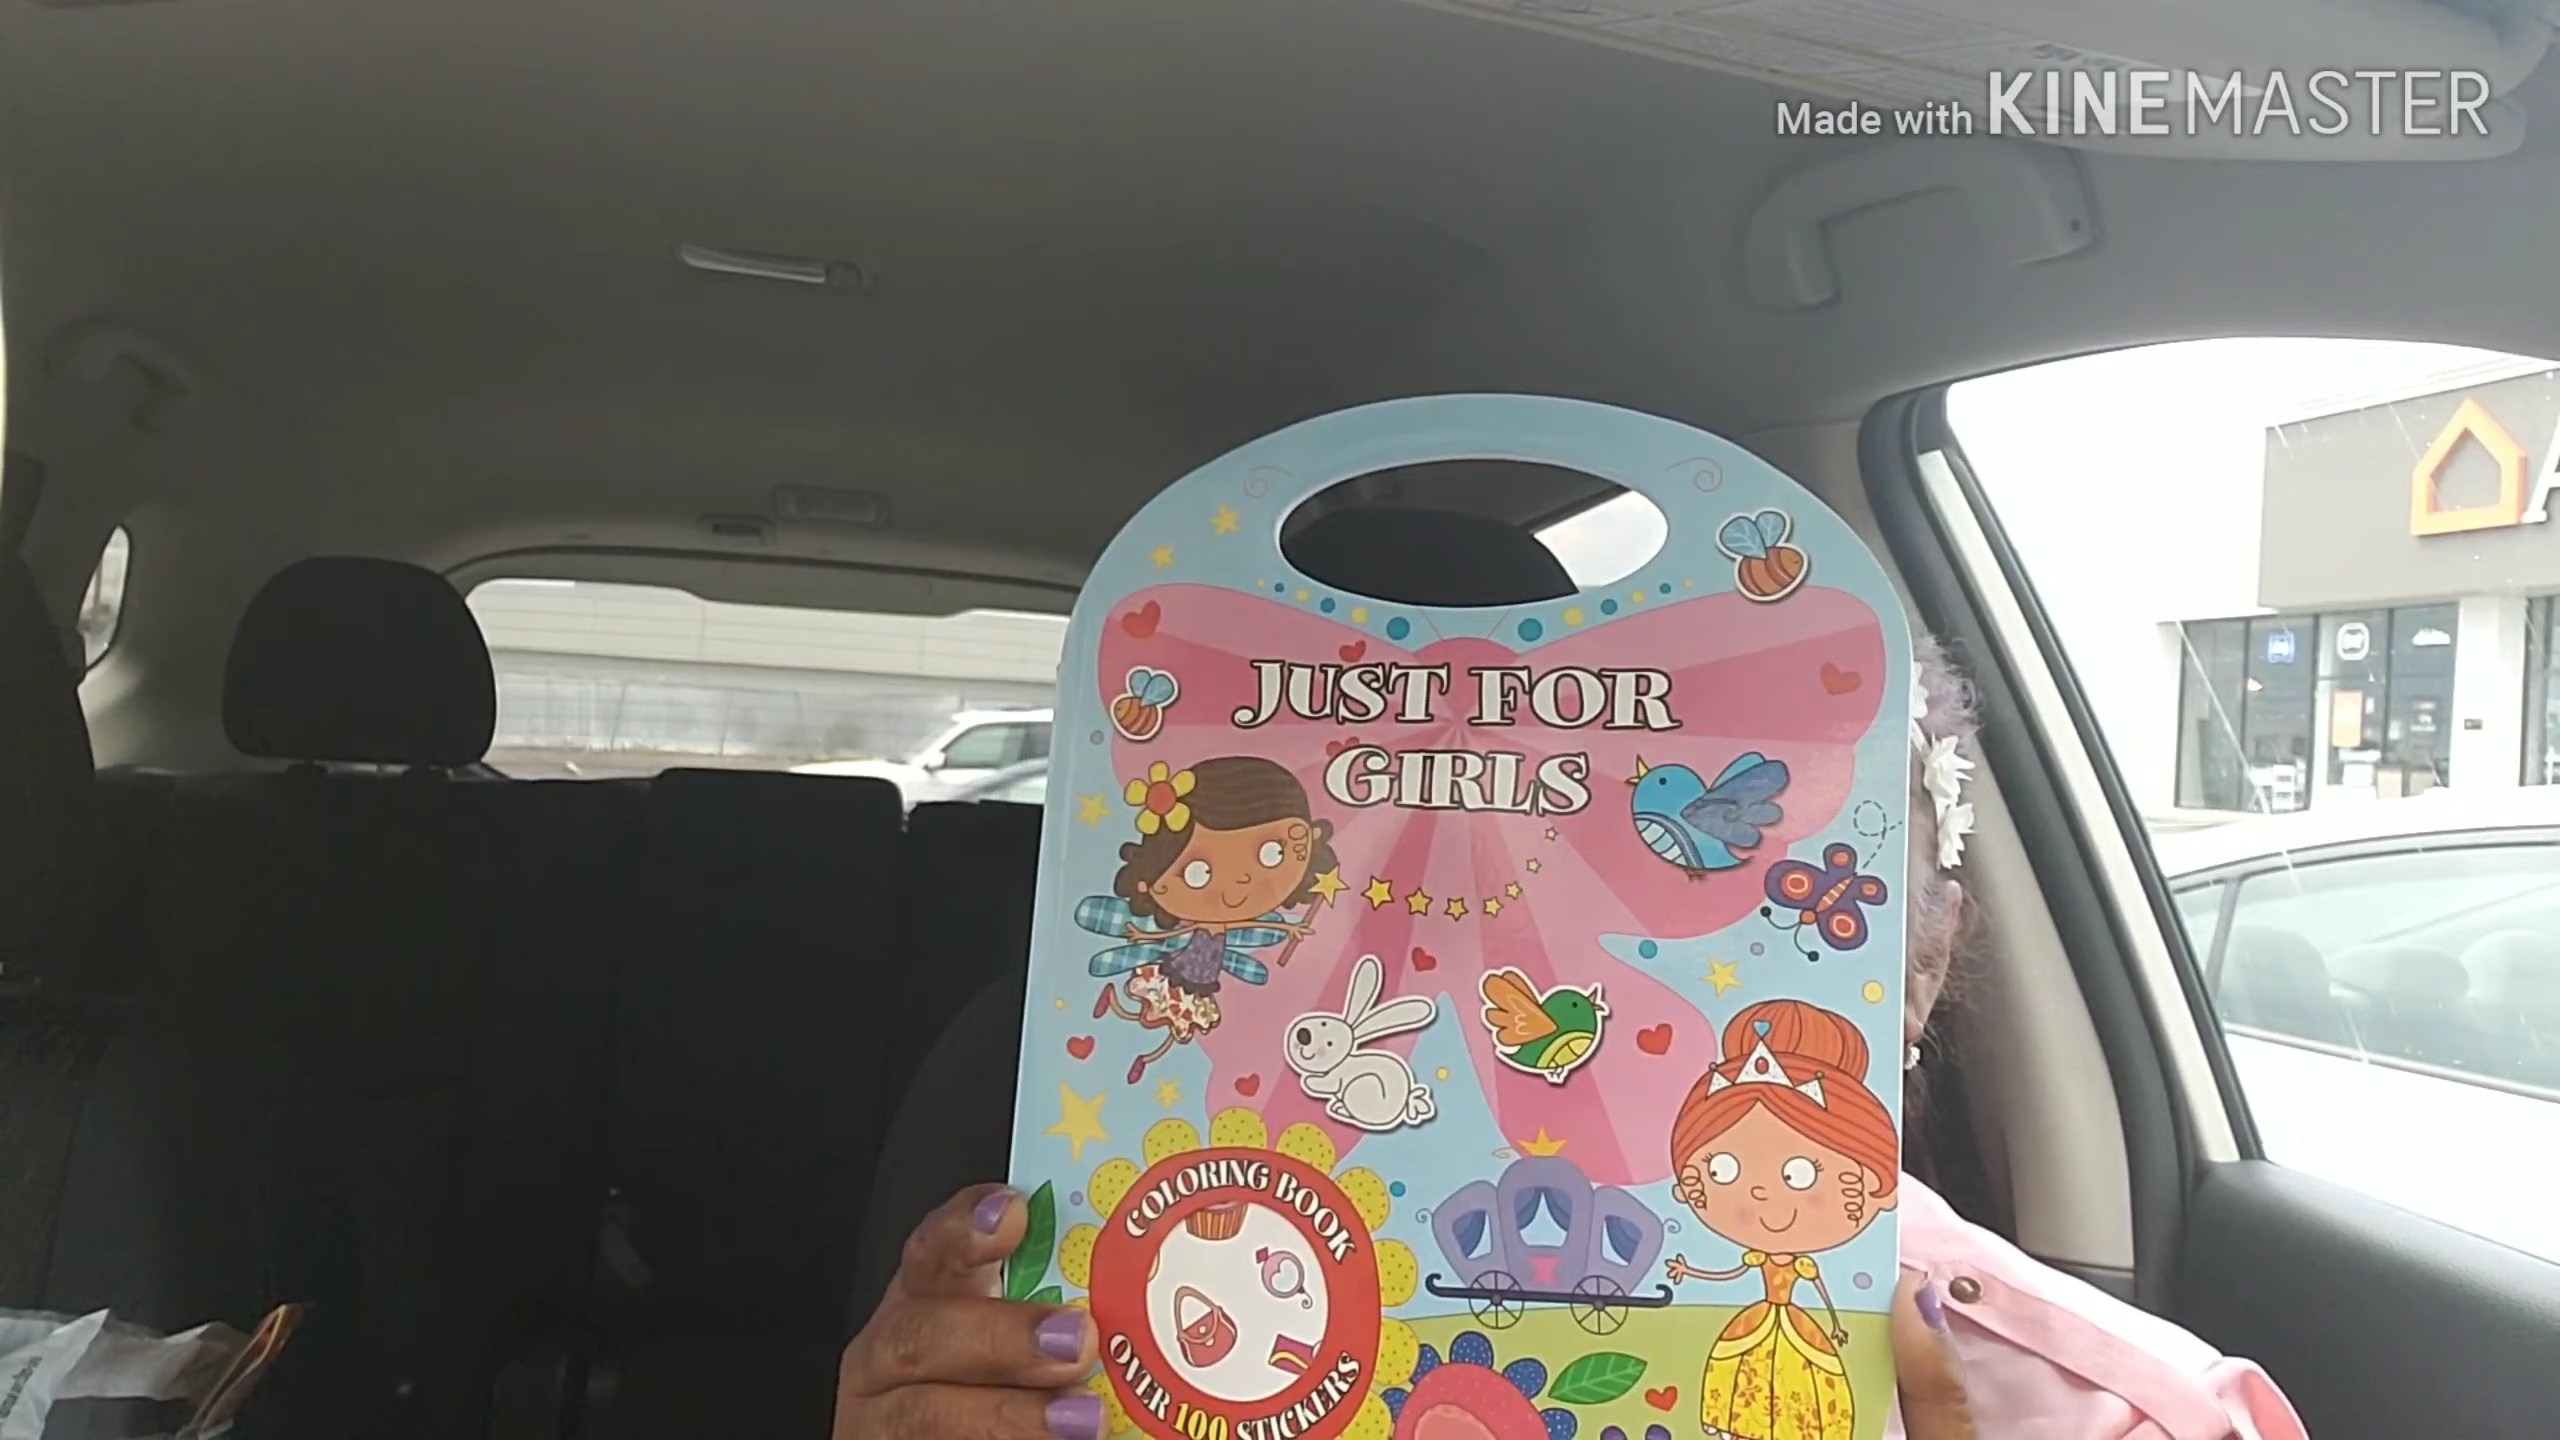 Made with KINEMASTER
JUST FOR
GIRLS
COLORING BOOK
OVER 100 STICKERS